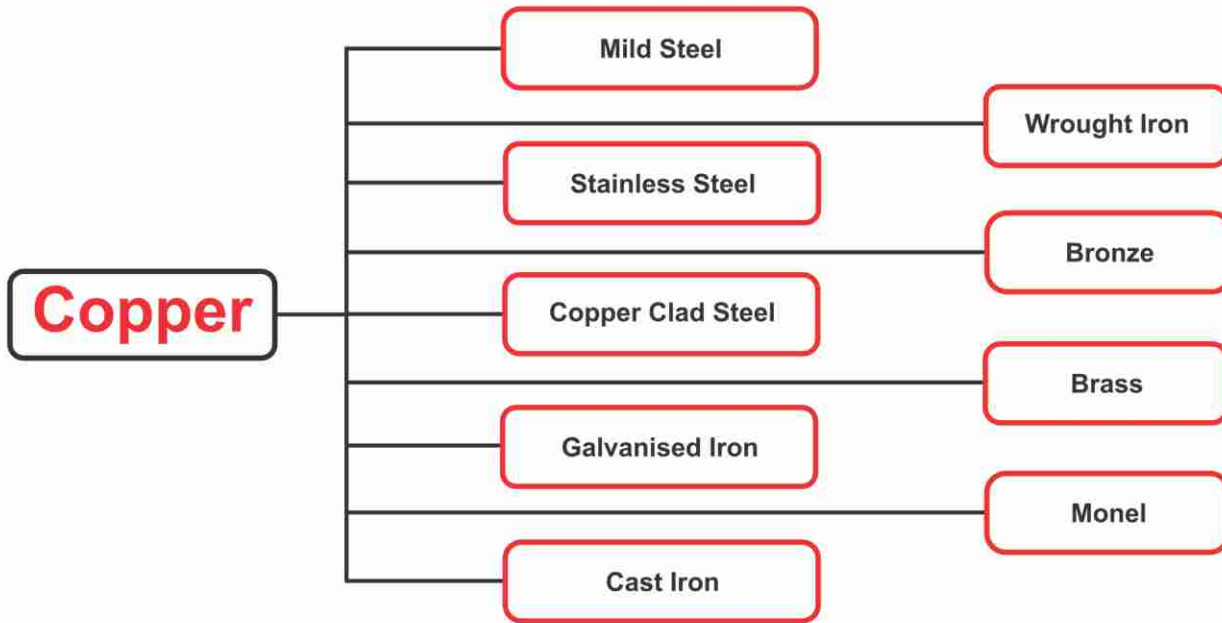 Mild Steel
Wrought Iron
Stainless Steel
Bronze
Copper
Copper Clad Steel
Brass
Galvanised Iron
Monel
Cast Iron